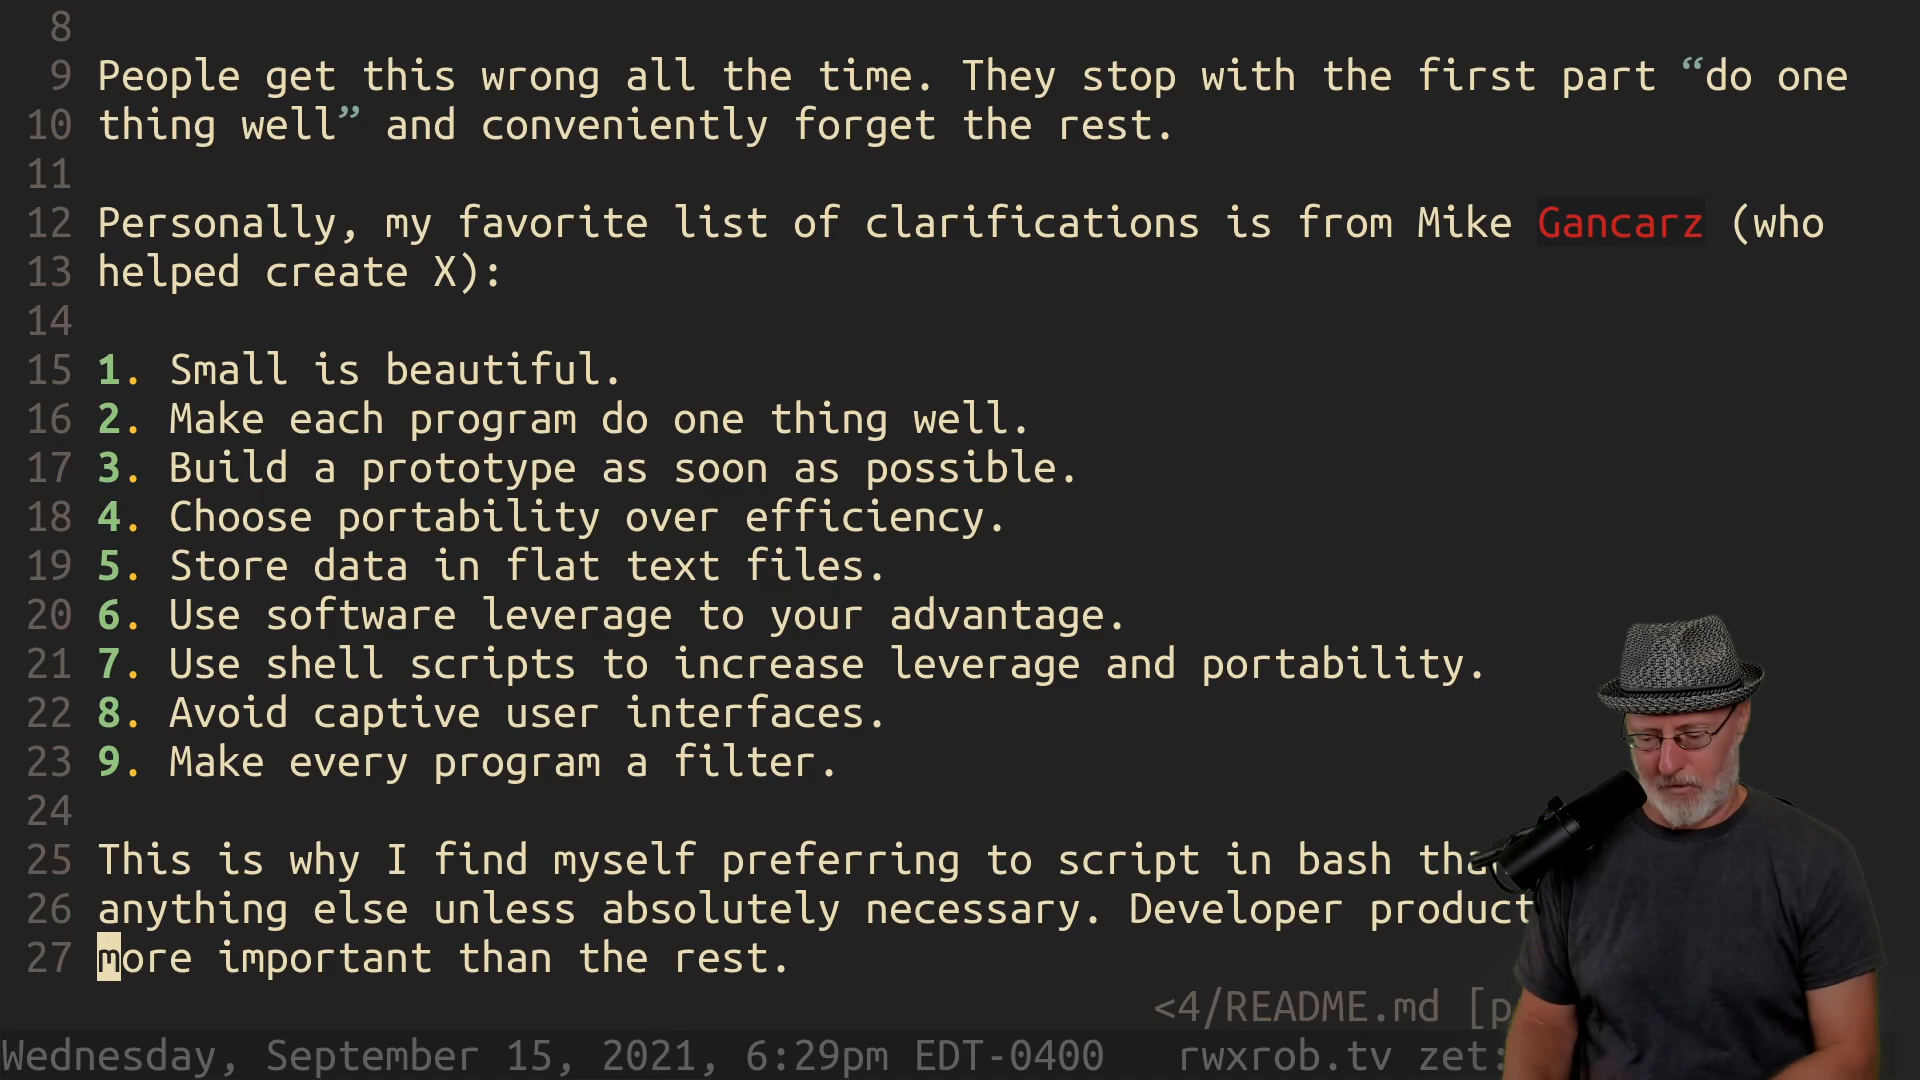 8
9 People get this wrong all the time. They stop with the first part “do one
10 thing well” and conveniently forget the rest.
11
12 Personally, my favorite list of clarifications is from Mike Gancarz (who
13 helped create X):
14
15 1. Small is beautiful.
16 2. Make each program do one thing well.
17 3. Build a prototype as soon as possible.
18 4. Choose portability over efficiency.
19 5. Store data in flat text files.
20 6. Use software leverage to your advantage.
21 7. Use shell scripts to increase leverage and portability.
22 8. Avoid captive user interfaces.
23 9. Make every program a filter.
24
25 This is why I find myself preferring to script in bash
26 anything else unless absolutely necessary. Developer
27 more important than the rest.
<4/README.md
Wednesday, September 15, 2021, 6:29pm EDT-0400 rwxrob.tv zet: